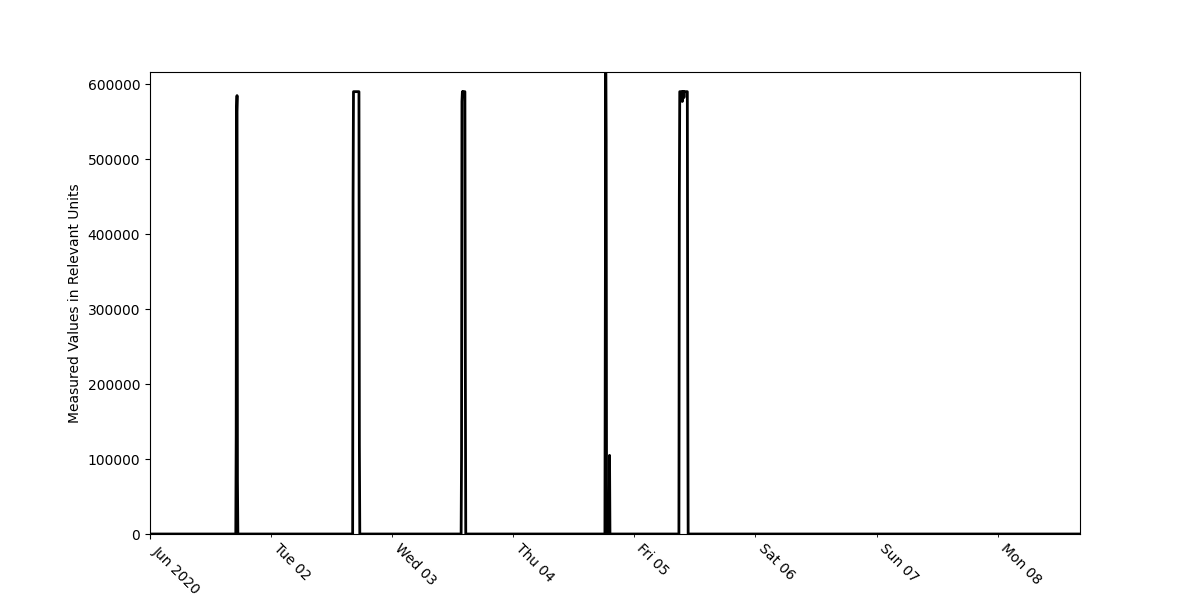 600000
500000
400000
300000
200000
100000
0
Measured Values in Relevant Units
Jun 2020
Tue 02
Wed 03
Thu 04
Fri 05
Sat 06
Sun 07
Mon 08